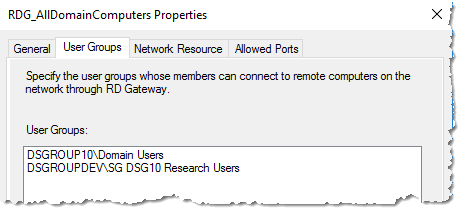 RDG_AllDomainComputers Properties
General
User Groups
Network Resource
Allowed Ports
Specify the user groups whose members can connect to remote computers on the
network through RD Gateway.
User Groups:
DSGROUP10\Domain Users
DSGROUPDEV\SG DSG10 Research Users